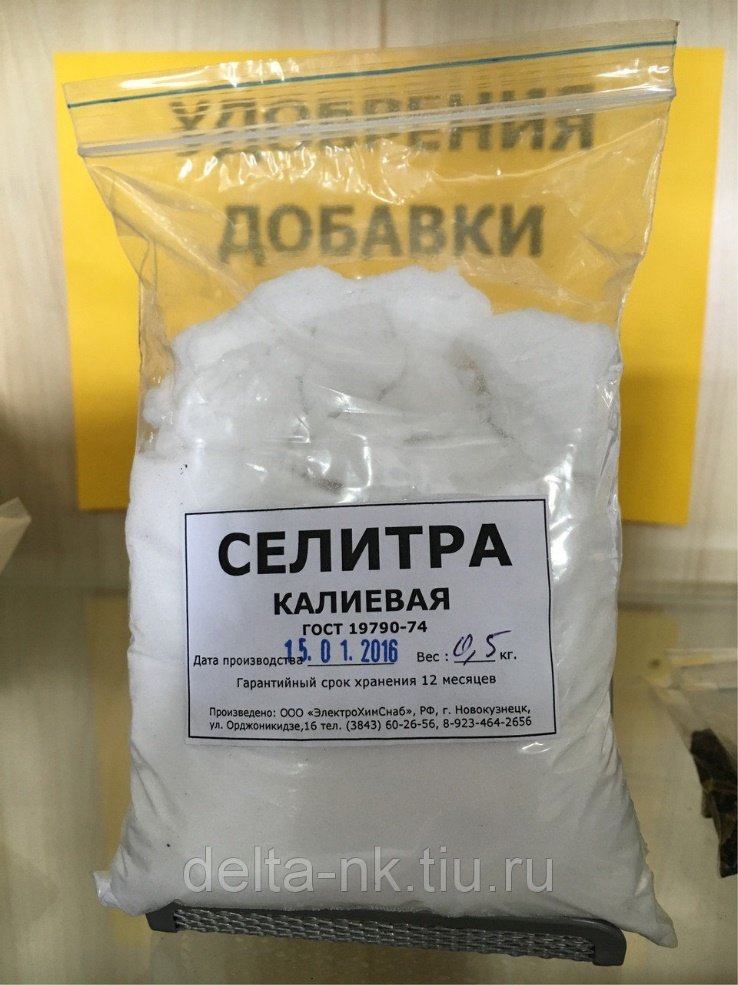 УДОБРЕНИЯ
ДОБАВКИ
СЕЛИТРА
КАЛИЕВАЯ
ГОСТ 19790-74
Дата производства 15.01.2016 Вес : 0,5 кг.
Гарантийный срок хранения 12 месяцев
Произведено: ООО «ЭлектроХимСнаб», РФ, г. Новокузнецк,
ул. Орджоникидзе,16 тел. (3843) 60-26-56, 8-923-464-2656
delta-nk.tiu.ru